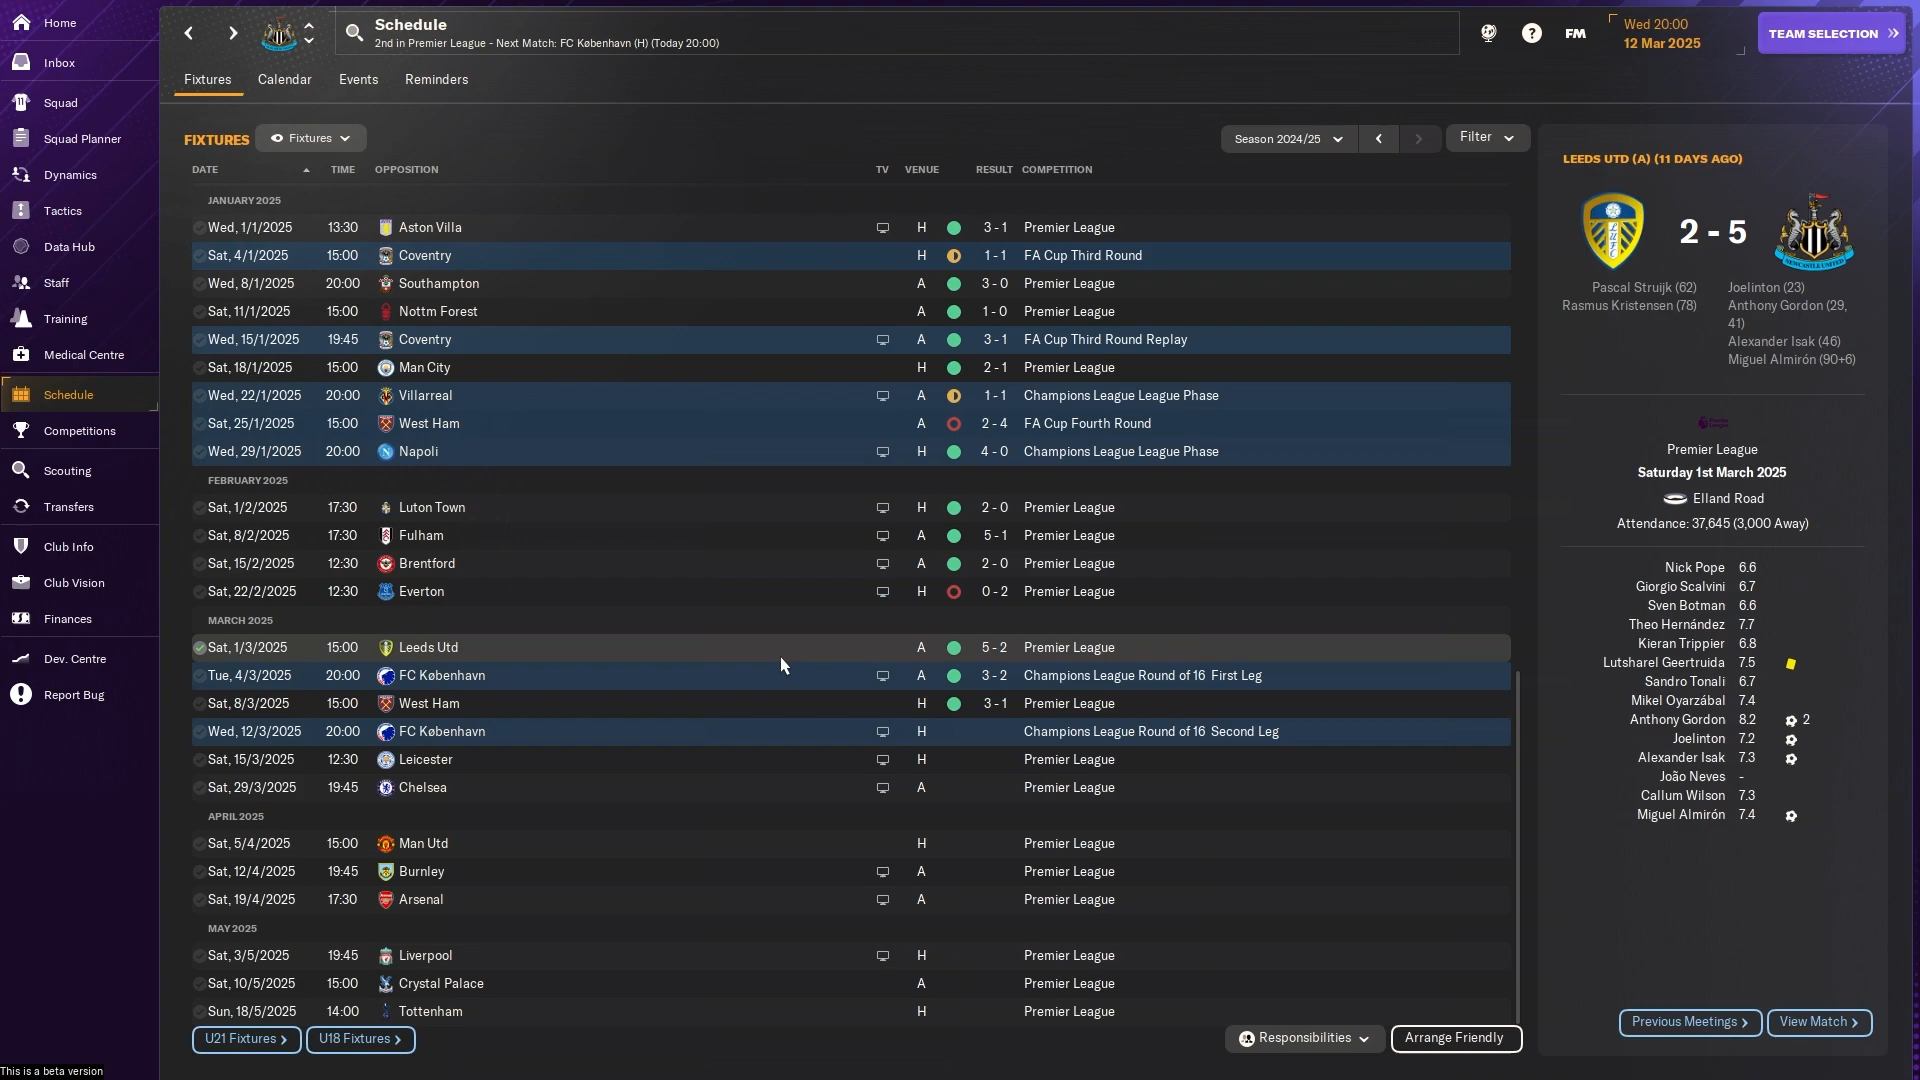 Home
Inbox
Squad
Squad Planner
Dynamics
Tactics
Data Hub
Staff
Training
Medical Centre
Schedule
Competitions
Scouting
Transfers
Club Info
Club Vision
Finances
Dev. Centre
Report Bug
This is a beta version
Schedule
2nd in Premier League - Next Match: FC København (H) (Today 20:00)
FM
Wed 20:00
12 Mar 2025
TEAM SELECTION
Fixtures Calendar Events Reminders
FIXTURES Fixtures Season 2024/25 Filter
DATE TIME OPPOSITION TV VENUE RESULT COMPETITION
JANUARY 2025
Wed, 1/1/2025 13:30 Aston Villa H 3 - 1 Premier League
Sat, 4/1/2025 15:00 Coventry H 1 - 1 FA Cup Third Round
Wed, 8/1/2025 20:00 Southampton A 3 - 0 Premier League
Sat, 11/1/2025 15:00 Nottm Forest A 1 - 0 Premier League
Wed, 15/1/2025 19:45 Coventry A 3 - 1 FA Cup Third Round Replay
Sat, 18/1/2025 15:00 Man City H 2 - 1 Premier League
Wed, 22/1/2025 20:00 Villarreal A 1 - 1 Champions League League Phase
Sat, 25/1/2025 15:00 West Ham A 2 - 4 FA Cup Fourth Round
Wed, 29/1/2025 20:00 Napoli H 4 - 0 Champions League League Phase
FEBRUARY 2025
Sat, 1/2/2025 17:30 Luton Town H 2 - 0 Premier League
Sat, 8/2/2025 17:30 Fulham A 5 - 1 Premier League
Sat, 15/2/2025 12:30 Brentford A 2 - 0 Premier League
Sat, 22/2/2025 12:30 Everton H 0 - 2 Premier League
MARCH 2025
Sat, 1/3/2025 15:00 Leeds Utd A 5 - 2 Premier League
Tue, 4/3/2025 20:00 FC København A 3 - 2 Champions League Round of 16 First Leg
Sat, 8/3/2025 15:00 West Ham H 3 - 1 Premier League
Wed, 12/3/2025 20:00 FC København H Champions League Round of 16 Second Leg
Sat, 15/3/2025 12:30 Leicester H Premier League
Sat, 29/3/2025 19:45 Chelsea A Premier League
APRIL 2025
Sat, 5/4/2025 15:00 Man Utd H Premier League
Sat, 12/4/2025 19:45 Burnley A Premier League
Sat, 19/4/2025 17:30 Arsenal A Premier League
MAY 2025
Sat, 3/5/2025 19:45 Liverpool H Premier League
Sat, 10/5/2025 15:00 Crystal Palace A Premier League
Sun, 18/5/2025 14:00 Tottenham H Premier League
U21 Fixtures U18 Fixtures Responsibilities Arrange Friendly
LEEDS UTD (A) (11 DAYS AGO)
2 - 5
Pascal Struijk (62)
Rasmus Kristensen (78)
Joelinton (23)
Anthony Gordon (29,
41)
Alexander Isak (46)
Miguel Almirón (90+6)
Premier League
Saturday 1st March 2025
Elland Road
Attendance: 37,645 (3,000 Away)
Nick Pope 6.6
Giorgio Scalvini 6.7
Sven Botman 6.6
Theo Hernández 7.7
Kieran Trippier 6.8
Lutsharel Geertruida 7.5
Sandro Tonali 6.7
Mikel Oyarzábal 7.4
Anthony Gordon 8.2 2
Joelinton 7.2
Alexander Isak 7.3
João Neves -
Callum Wilson 7.3
Miguel Almirón 7.4
Previous Meetings View Match